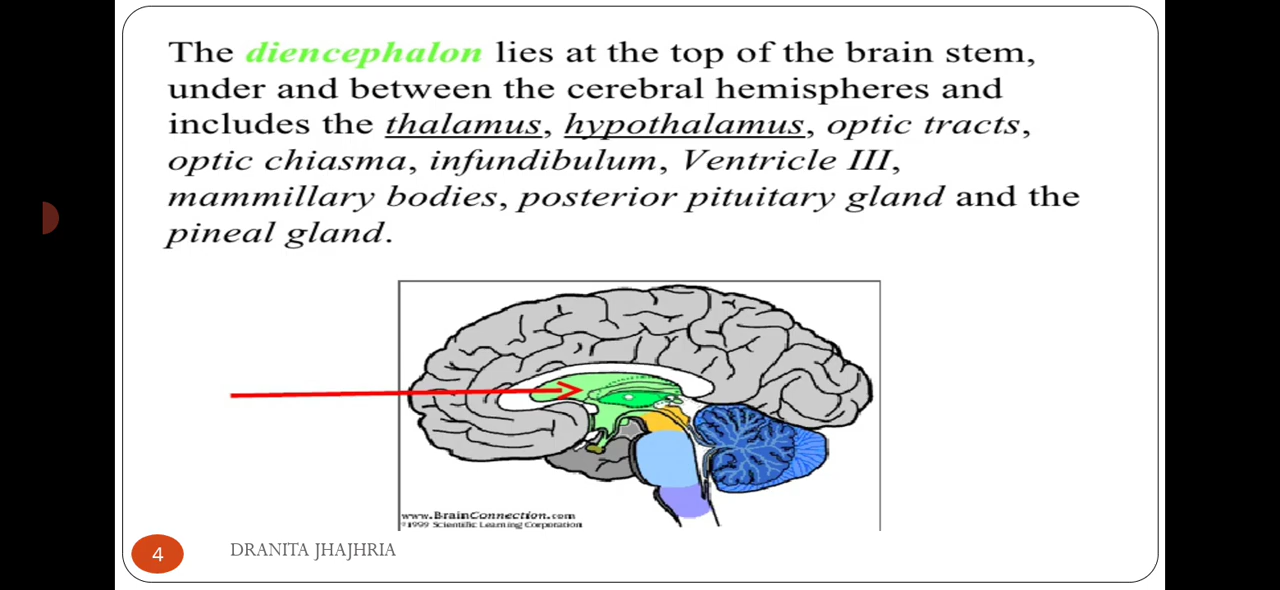 The diencephalon lies at the top of the brain stem,
under and between the cerebral hemispheres and
includes the thalamus, hypothalamus, optic tracts,
optic chiasma, infundibulum, Ventricle III,
mammillary bodies, posterior pituitary gland and the
pineal gland.
www.BrainConnection.com
©1999 Scientific Learning Corporation
4
DRANITA JHAJHRIA